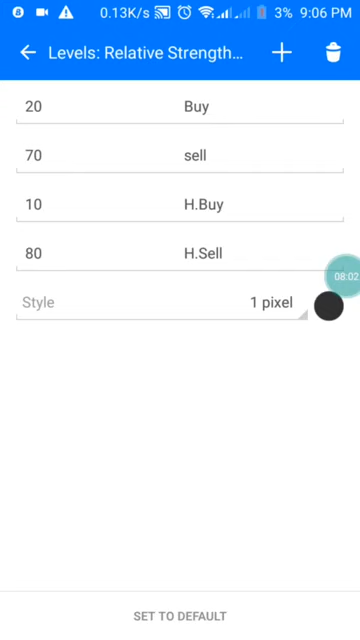 0.13K/s 3% 9:06 PM
Levels: Relative Strength...
20 Buy
70 sell
10 H.Buy
80 H.Sell
08:02
Style 1 pixel
SET TO DEFAULT